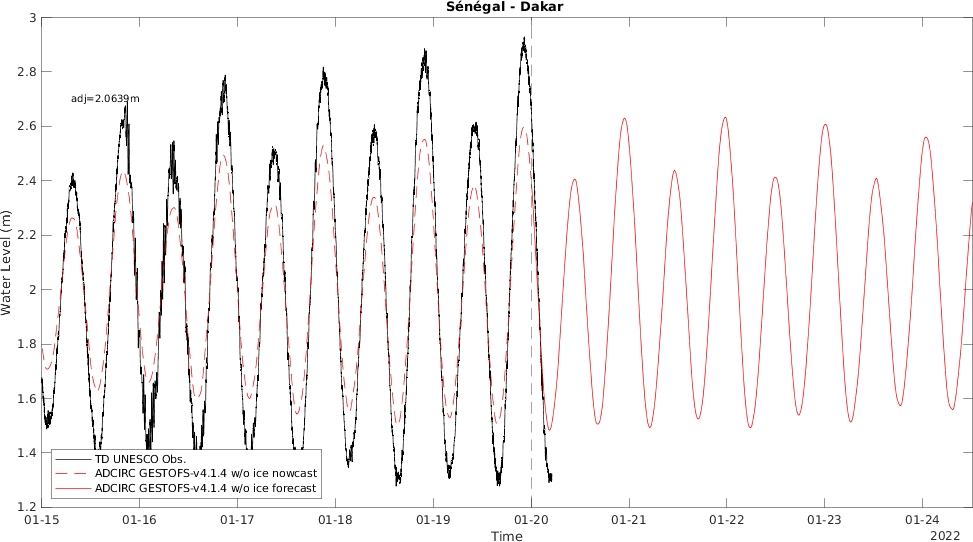 Sénégal - Dakar
3
2.8
2.6
2.4
2.2
2
1.8
1.6
1.4
1.2
Water Level (m)
adj=2.0639m
TD UNESCO Obs.
ADCIRC GESTOFS-v4.1.4 w/o ice nowcast
ADCIRC GESTOFS-v4.1.4 w/o ice forecast
01-15 01-16 01-17 01-18 01-19 01-20 01-21 01-22 01-23 01-24
Time
2022